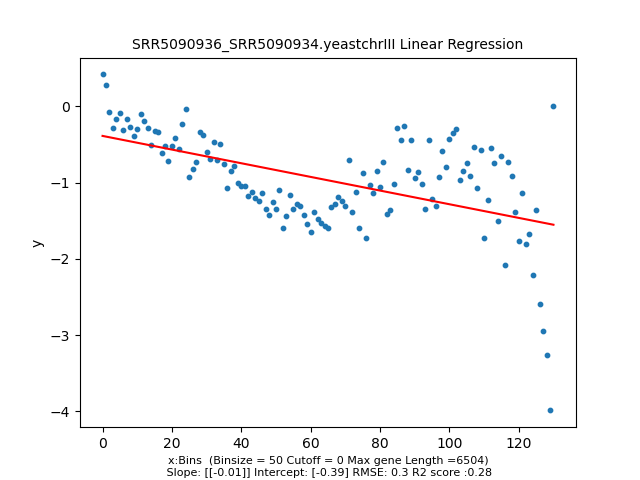 SRR5090936_SRR5090934.yeastchrIII Linear Regression
y
0
−1
−2
−3
−4
0 20 40 60 80 100 120
x:Bins (Binsize = 50 Cutoff = 0 Max gene Length =6504)
Slope: [[-0.01]] Intercept: [-0.39] RMSE: 0.3 R2 score :0.28